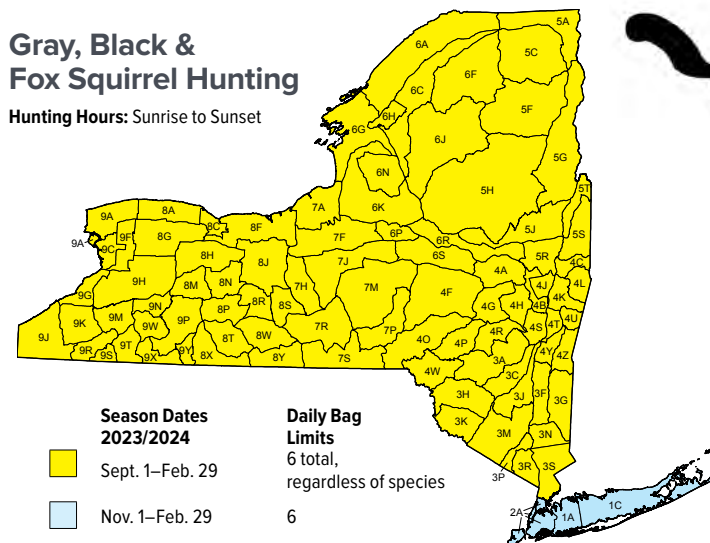 Gray, Black &
Fox Squirrel Hunting
Hunting Hours: Sunrise to Sunset
5A
6A
5C
6F
6C
5F
6H
6G
6J
5G
6N
5H
5T
6K
9A
8A
7A
8C
8F
9A
9F
9C
8G
7F
6P
6R
5J
5S
6S
8H
8J
7J
5R
4C
4A
9H
8M
8N
7H
7M
4F
4J
4L
9G
4K
9N
8P
8R
8S
4G
4H
4B
9K
9M
9W
9P
7R
7P
4R
4S
4T
4U
9J
8T
8W
4O
4P
9R
9S
9T
9X
9Y
8X
8Y
7S
3A
4Y
4Z
4W
3C
3H
3J
3F
3G
3K
3M
3N
3P
3R
3S
2A
1A
1C
Season Dates
2023/2024
Daily Bag
Limits
Sept. 1–Feb. 29
6 total,
regardless of species
Nov. 1–Feb. 29
6